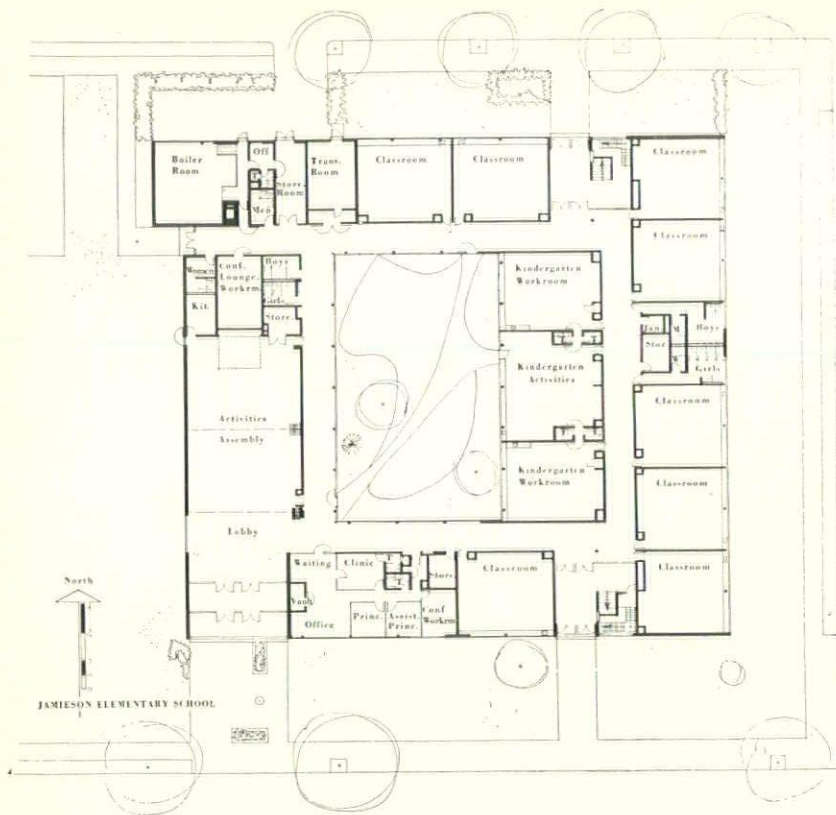 Boiler
Room
Off
T
Men
Store.
Room
Trans.
Room
Classroom
Classroom
Classroom
Classroom
Women
Conf.
Lounge.
Workrm
Boys
Girls
Kit.
Store.
Kindergarten
Workroom
Kindergarten
Activities
Kindergarten
Workroom
Jan.
M
Boys
Stor
W
Girls
Classroom
Classroom
Classroom
Activities
Assembly
Lobby
Waiting
Clinic
T
T
Stor.
Classroom
Vault
Office
Princ.
Assist.
Princ.
Conf
Workrm
North
JAMIESON ELEMENTARY SCHOOL